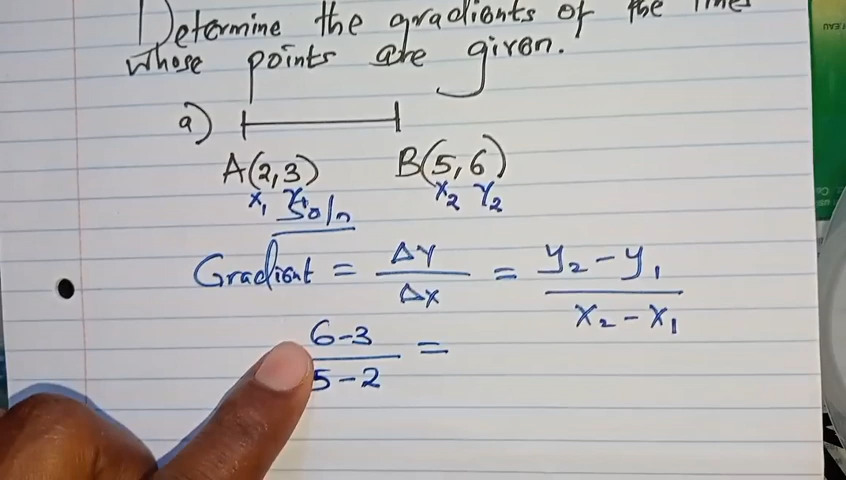 Determine the gradients of the lines
whose points are given.
a)
A(2,3) B(5,6)
x₁ y₁ x₂ y₂
Soln
Gradient = ΔY/ΔX = y₂-y₁/x₂-x₁
6-3/5-2 =